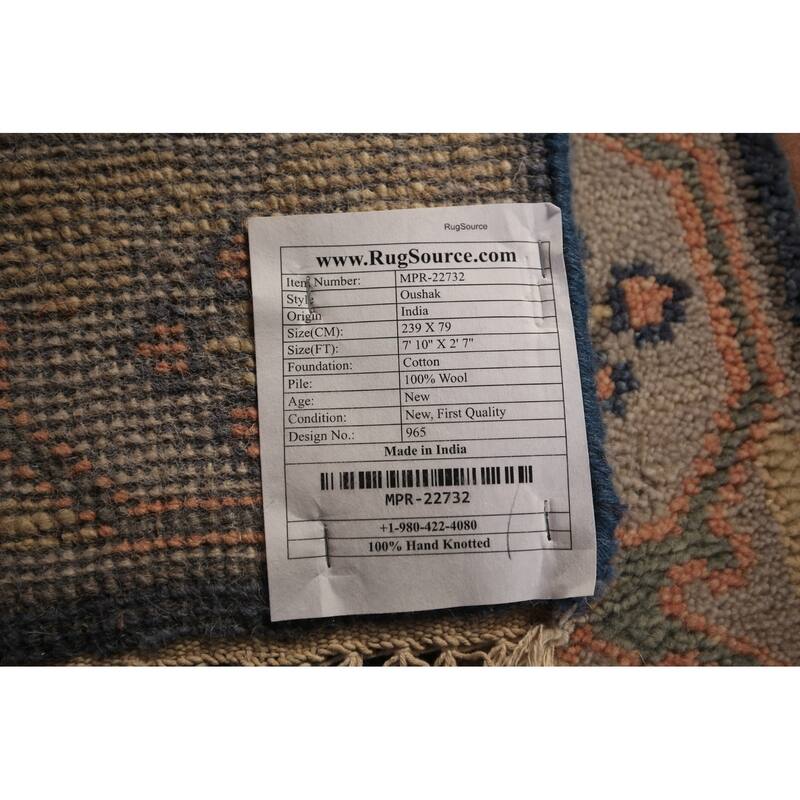 RugSource
www.RugSource.com
Item Number: MPR-22732
Style Oushak
Origin India
Size(CM): 239 X 79
Size(FT): 7' 10" X 2' 7"
Foundation: Cotton
Pile: 100% Wool
Age: New
Condition: New, First Quality
Design No.: 965
Made in India
MPR-22732
+1-980-422-4080
100% Hand Knotted